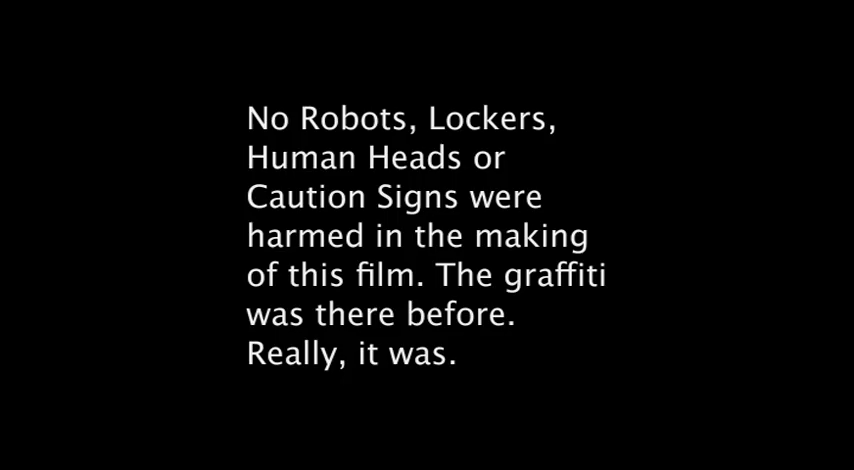 No Robots, Lockers,
Human Heads or
Caution Signs were
harmed in the making
of this film. The graffiti
was there before.
Really, it was.